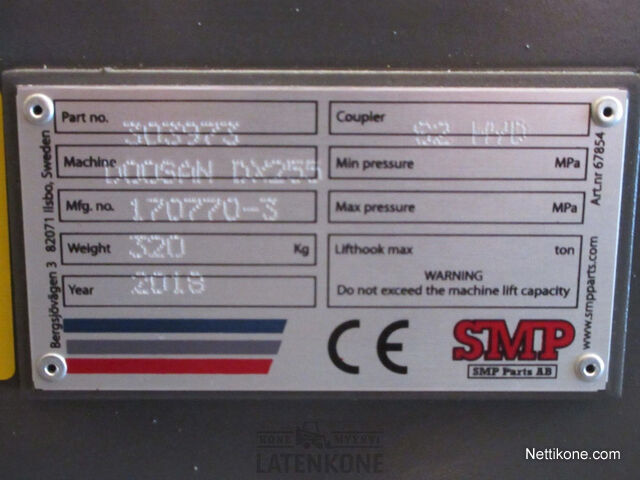 Part no. 303973
Machine DOOSAN DX255
Mfg. no. 170770-3
Weight 320 Kg
Year 2018
Coupler S2 HYD
Min pressure MPa
Max pressure MPa
Lifthook max ton
WARNING
Do not exceed the machine lift capacity
CE
SMP
SMP Parts AB
Bergsjövägen 3 82071 Ilsbo, Sweden
Art.nr 67854
www.smpparts.com
KONE MYYNTI
LATENKONE
Nettikone.com